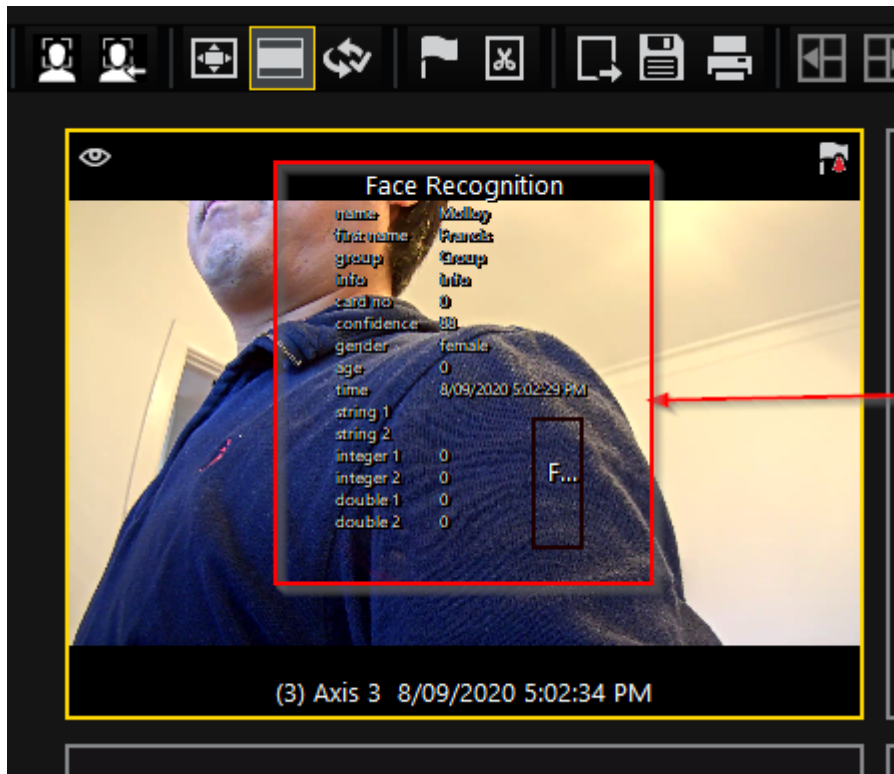 Face Recognition
name Molloy
first name Francis
group Group
info info
card no 0
confidence 88
gender female
age 0
time 8/09/2020 5:02:29 PM
string 1
string 2
integer 1 0
integer 2 0
double 1 0
double 2 0
F...
(3) Axis 3 8/09/2020 5:02:34 PM